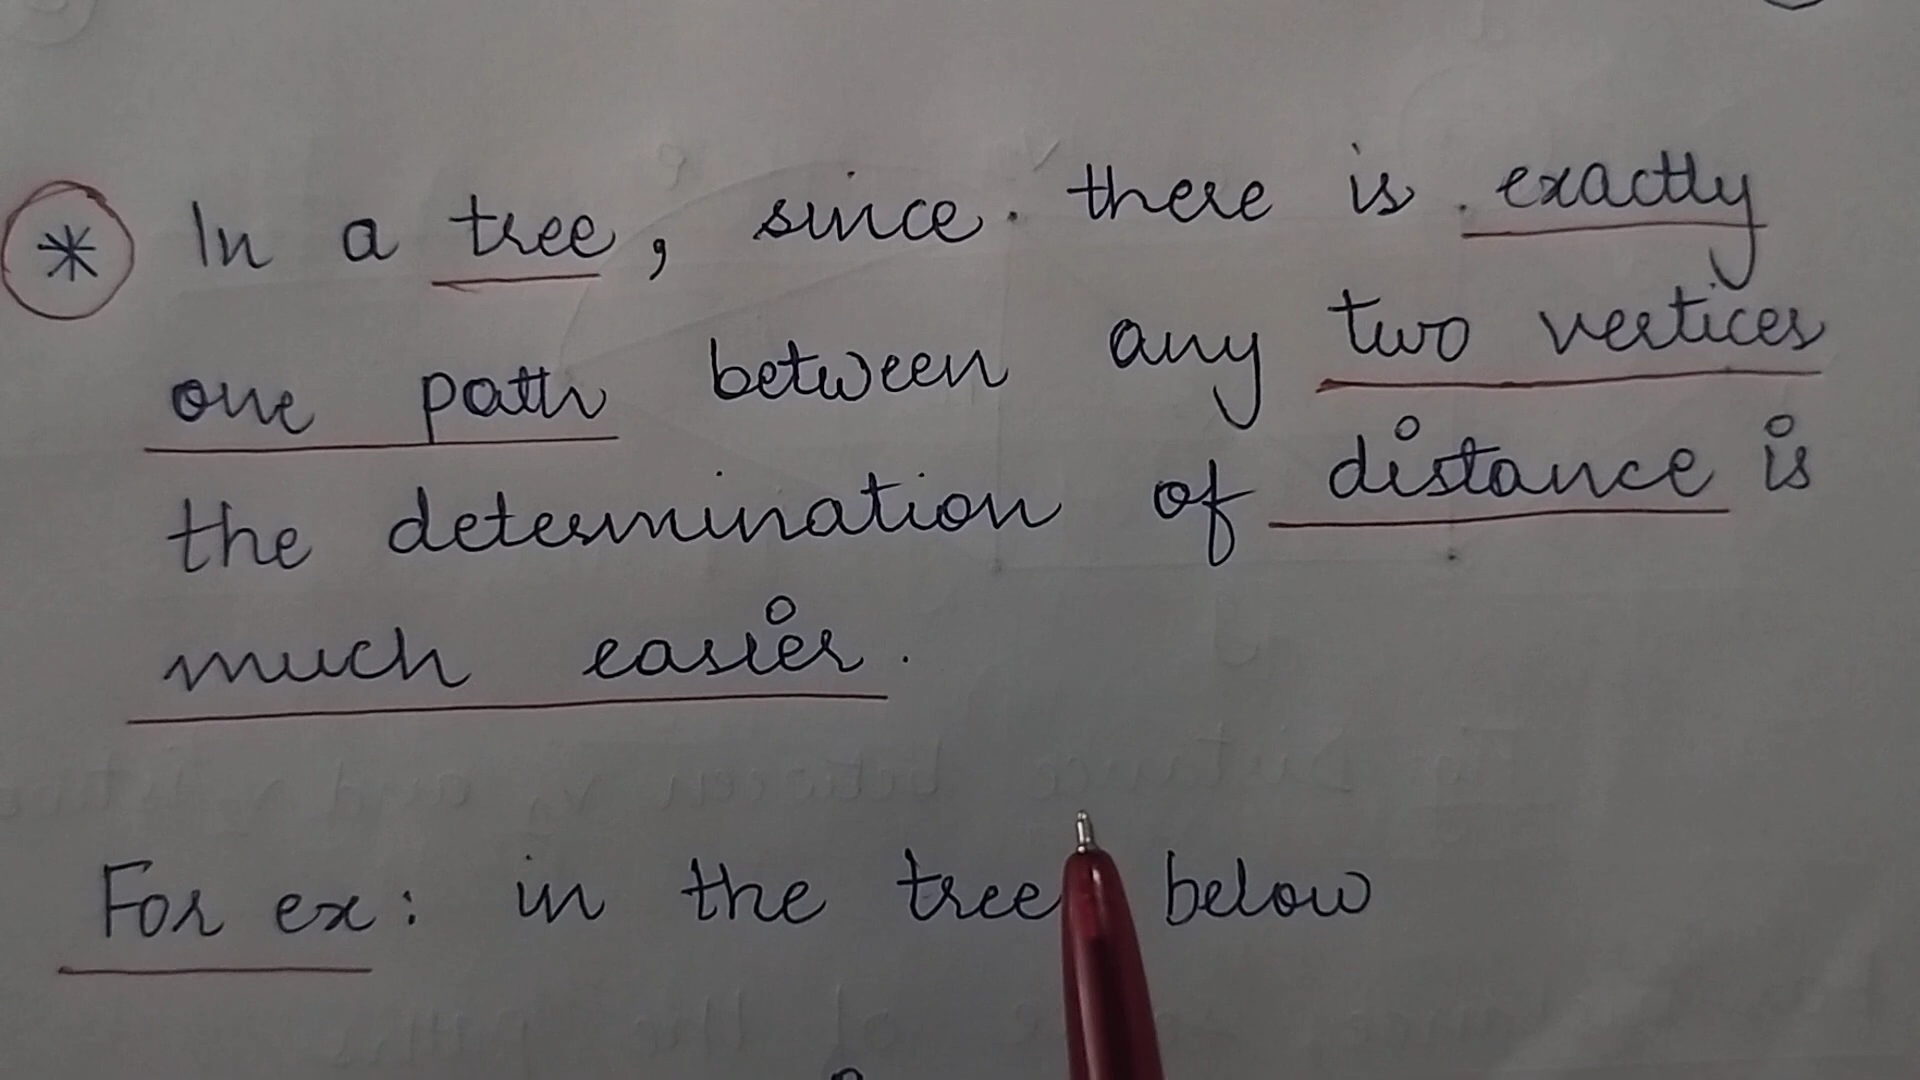 * In a tree, since there is exactly
one path between any two vertices
the determination of distance is
much easier.
For ex: in the tree below